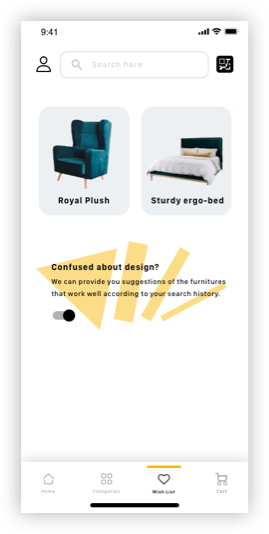 9:41
Search here
Royal Plush
Sturdy ergo-bed
Confused about design?
We can provide you suggestions of the furnitures
that work well according to your search history.
Home
Categories
Wish List
Cart